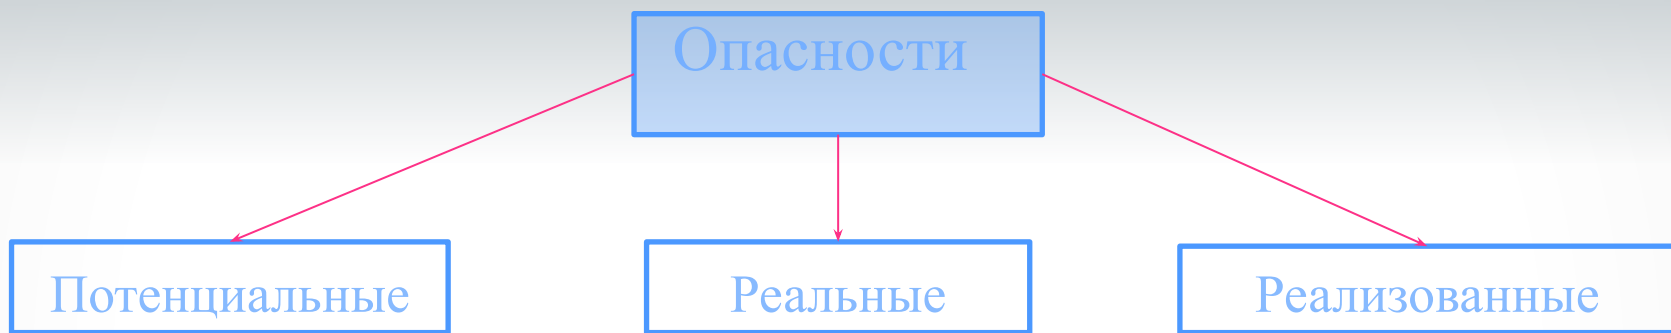 Опасности
Потенциальные
Реальные
Реализованные